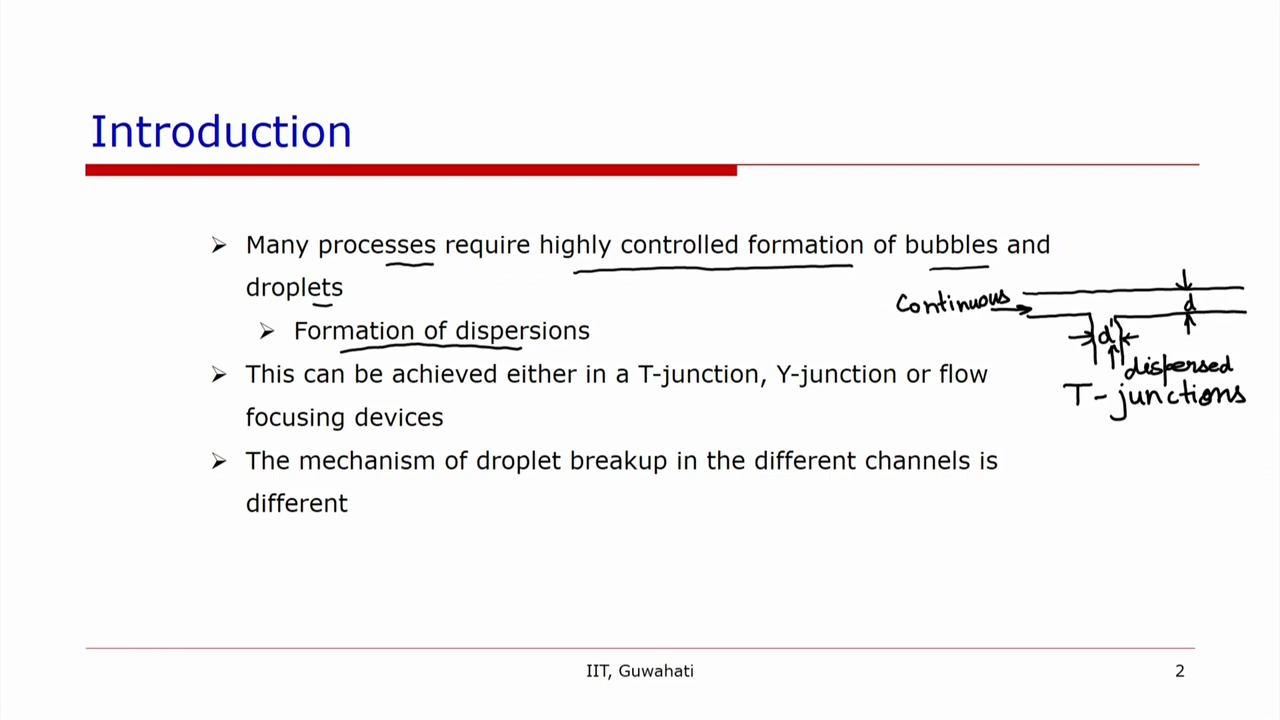 Introduction
➢ Many processes require highly controlled formation of bubbles and
droplets
➢ Formation of dispersions
➢ This can be achieved either in a T-junction, Y-junction or flow
focusing devices
➢ The mechanism of droplet breakup in the different channels is
different
Continuous
d
d'
dispersed
T-junctions
IIT, Guwahati
2